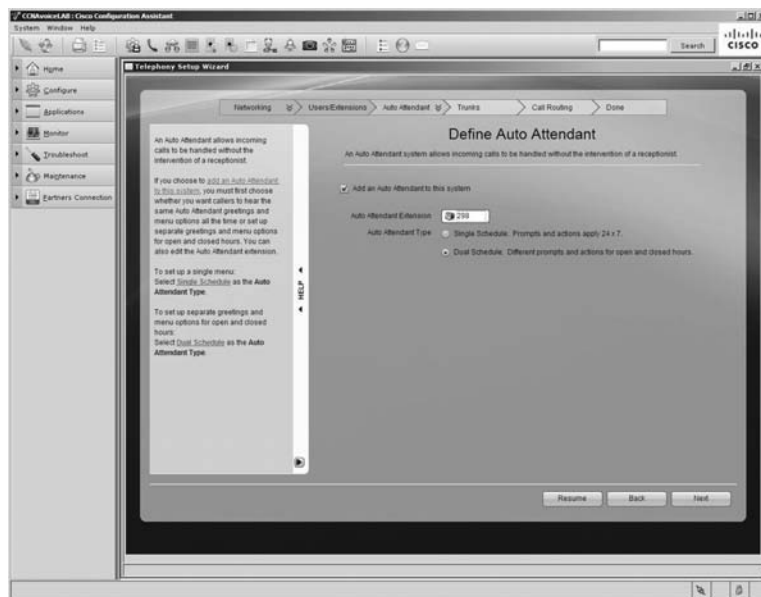 CCNAvoiceLAB : Cisco Configuration Assistant
System Window Help
Search
CISCO
Home
Configure
Applications
Monitor
Troubleshoot
Maintenance
Partners Connection
Telephony Setup Wizard
Networking Users/Extensions Auto Attendant Trunks Call Routing Done
An Auto Attendant allows incoming
calls to be handled without the
intervention of a receptionist.
If you choose to add an Auto Attendant
to this system, you must first choose
whether you want callers to hear the
same Auto Attendant greetings and
menu options all the time or set up
separate greetings and menu options
for open and closed hours. You can
also edit the Auto Attendant extension.
To set up a single menu:
Select Single Schedule as the Auto
Attendant Type.
To set up separate greetings and
menu options for open and closed
hours:
Select Dual Schedule as the Auto
Attendant Type.
HELP
Define Auto Attendant
An Auto Attendant system allows incoming calls to be handled without the intervention of a receptionist.
Add an Auto Attendant to this system
Auto Attendant Extension 298
Auto Attendant Type Single Schedule. Prompts and actions apply 24 x 7.
Dual Schedule. Different prompts and actions for open and closed hours.
Resume Back Next